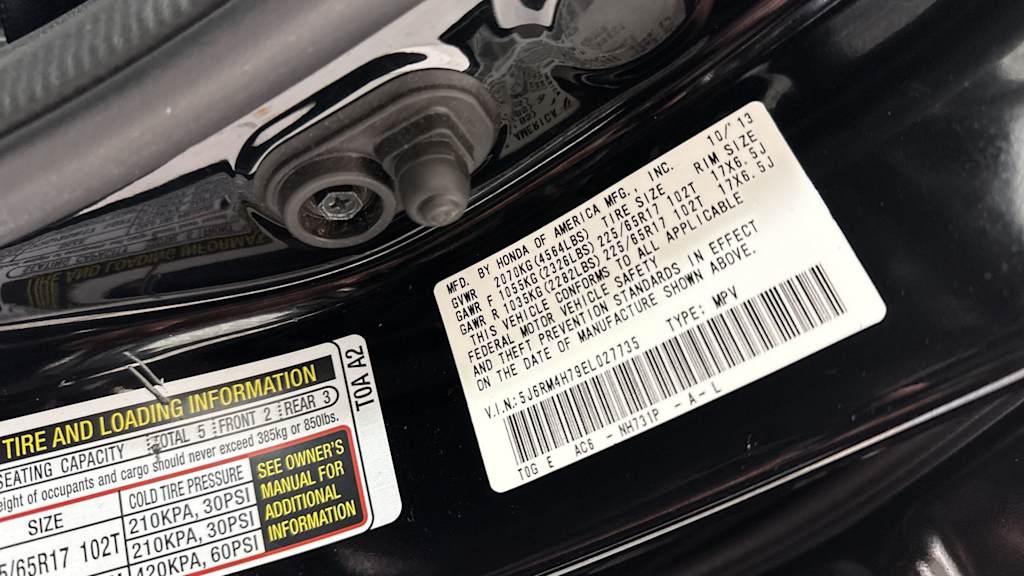 MFD. BY HONDA OF AMERICA MFG., INC. 10/13
GVWR 2070KG(4564LBS) TIRE SIZE RIM SIZE
GAWR F 1055KG(2326LBS) 225/65R17 102T 17X6.5J
GAWR R 1035KG(2282LBS) 225/65R17 102T 17X6.5J
THIS VEHICLE CONFORMS TO ALL APPLICABLE
FEDERAL MOTOR VEHICLE SAFETY
AND THEFT PREVENTION STANDARDS IN EFFECT
ON THE DATE OF MANUFACTURE SHOWN ABOVE.
V.I.N:5J6RM4H79EL027735 TYPE: MPV
TOG E AC6 - NH731P - A - L
TIRE AND LOADING INFORMATION
SEATING CAPACITY TOTAL 5 FRONT 2 REAR 3
of occupants and cargo should never exceed 385kg or 850lbs.
SIZE COLD TIRE PRESSURE
5/65R17 102T 210KPA, 30PSI
210KPA, 30PSI
420KPA, 60PSI
SEE OWNER'S
MANUAL FOR
ADDITIONAL
INFORMATION
T0A A2